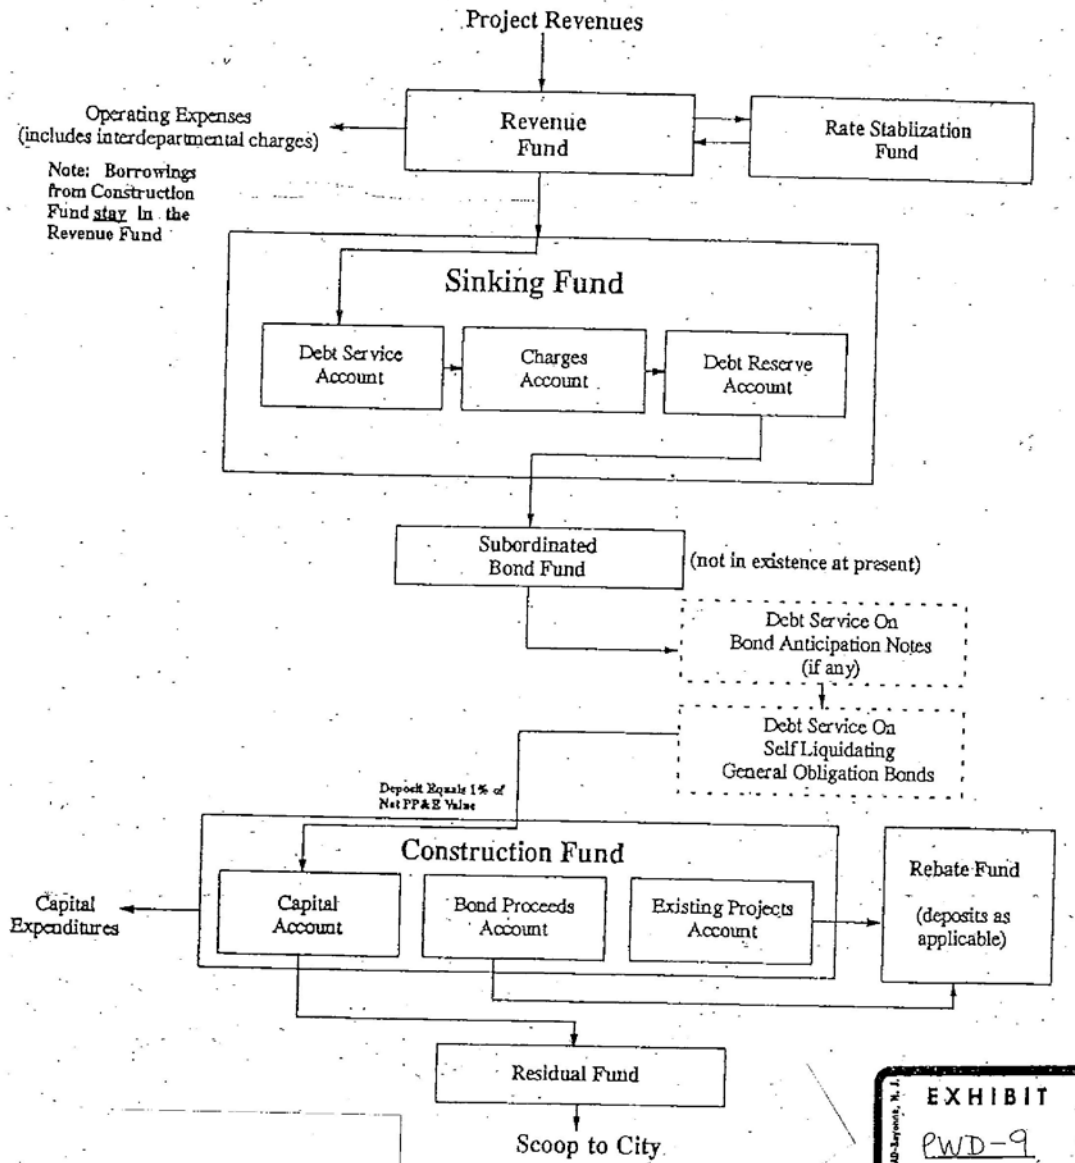 Project Revenues
Operating Expenses
(includes interdepartmental charges)
Revenue
Fund
Rate Stablization
Fund
Note: Borrowings
from Construction
Fund stay in the
Revenue Fund
Sinking Fund
Debt Service
Account
Charges
Account
Debt Reserve
Account
Subordinated
Bond Fund
(not in existence at present)
Debt Service On
Bond Anticipation Notes
(if any)
Debt Service On
Self Liquidating
General Obligation Bonds
Deposit Equals 1% of
Net PP&E Value
Construction Fund
Capital
Expenditures
Capital
Account
Bond Proceeds
Account
Existing Projects
Account
Rebate Fund
(deposits as
applicable)
Residual Fund
Scoop to City
EXHIBIT
PWD-9